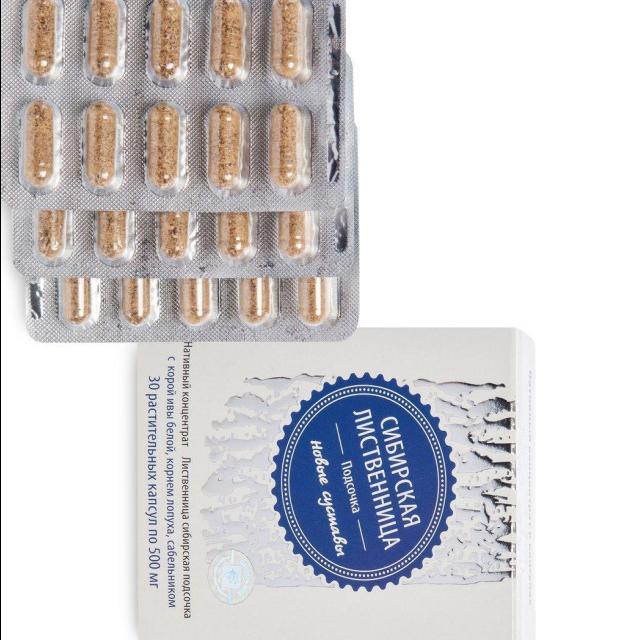 СИБИРСКАЯ
ЛИСТВЕННИЦА
Подсочка
Новые суставы
Нативный концентрат Лиственница сибирская подсочка
с корой ивы белой, корнем лопуха, сабельником
30 растительных капсул по 500 мг